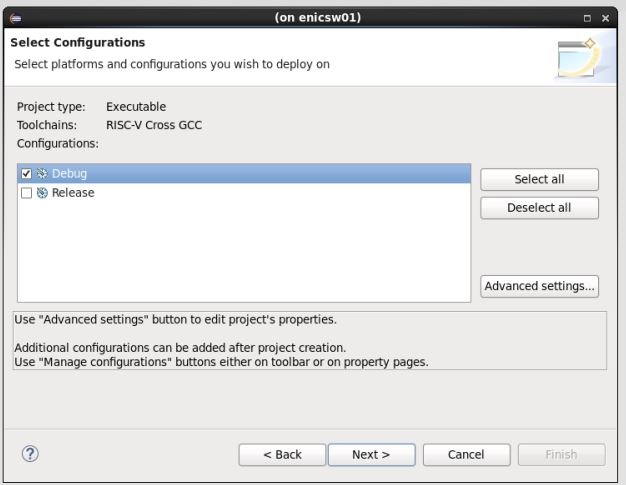 (on enicsw01)
Select Configurations
Select platforms and configurations you wish to deploy on
Project type: Executable
Toolchains: RISC-V Cross GCC
Configurations:
Debug
Release
Select all
Deselect all
Advanced settings...
Use "Advanced settings" button to edit project's properties.
Additional configurations can be added after project creation.
Use "Manage configurations" buttons either on toolbar or on property pages.
? < Back Next > Cancel Finish